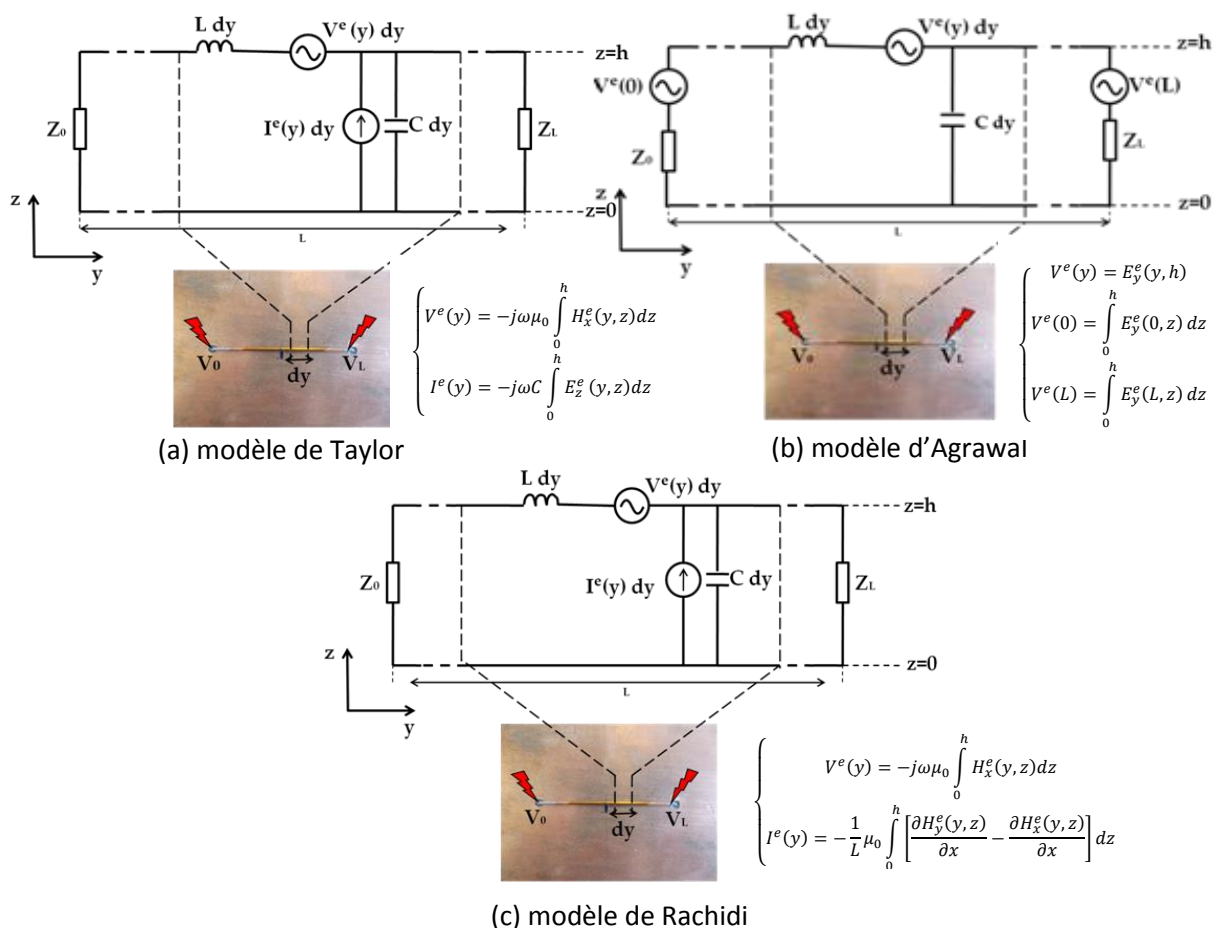 L dy
V^e(y) dy
z=h
Z₀
I^e(y) dy
C dy
Z_L
z
z=0
L
y
V₀
V_L
dy
V^e(y) = −jωμ₀ ∫₀^h H_x^e(y,z)dz
I^e(y) = −jωC ∫₀^h E_z^e (y,z)dz
(a) modèle de Taylor
L dy
V^e(y) dy
z=h
V^e(0)
V^e(L)
C dy
Z₀
Z_L
z
z=0
L
y
V₀
V_L
dy
V^e(y) = E_y^e(y,h)
V^e(0) = ∫₀^h E_y^e(0,z) dz
V^e(L) = ∫₀^h E_y^e(L,z) dz
(b) modèle d’Agrawal
L dy
V^e(y) dy
z=h
Z₀
I^e(y) dy
C dy
Z_L
z
z=0
L
y
V₀
V_L
dy
V^e(y) = −jωμ₀ ∫₀^h H_x^e(y,z)dz
I^e(y) = −(1/L) μ₀ ∫₀^h [∂H_y^e(y,z)/∂x − ∂H_x^e(y,z)/∂x] dz
(c) modèle de Rachidi